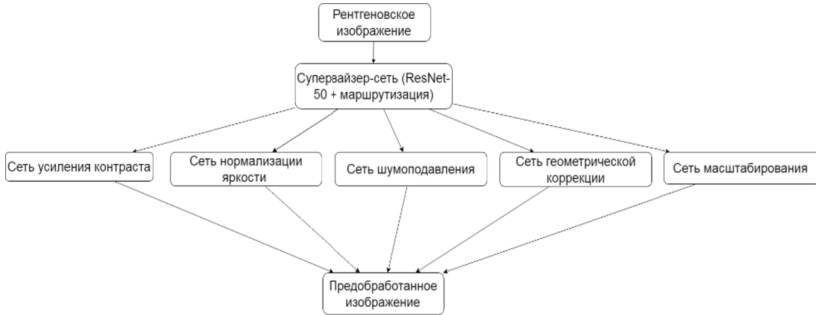 Рентгеновское
изображение
Супервайзер-сеть (ResNet-
50 + маршрутизация)
Сеть усиления контраста
Сеть нормализации
яркости
Сеть шумоподавления
Сеть геометрической
коррекции
Сеть масштабирования
Предобработанное
изображение